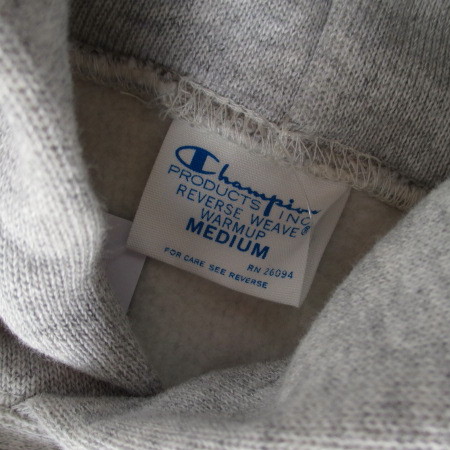 Champion
PRODUCTS INC
REVERSE WEAVE
WARMUP
MEDIUM
RN 26094
FOR CARE SEE REVERSE